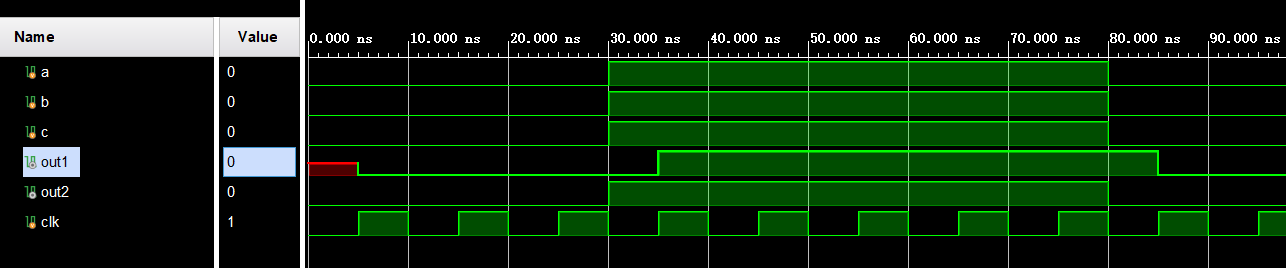 Name Value
0.000 ns 10.000 ns 20.000 ns 30.000 ns 40.000 ns 50.000 ns 60.000 ns 70.000 ns 80.000 ns 90.000 ns
a 0
b 0
c 0
out1 0
out2 0
clk 1